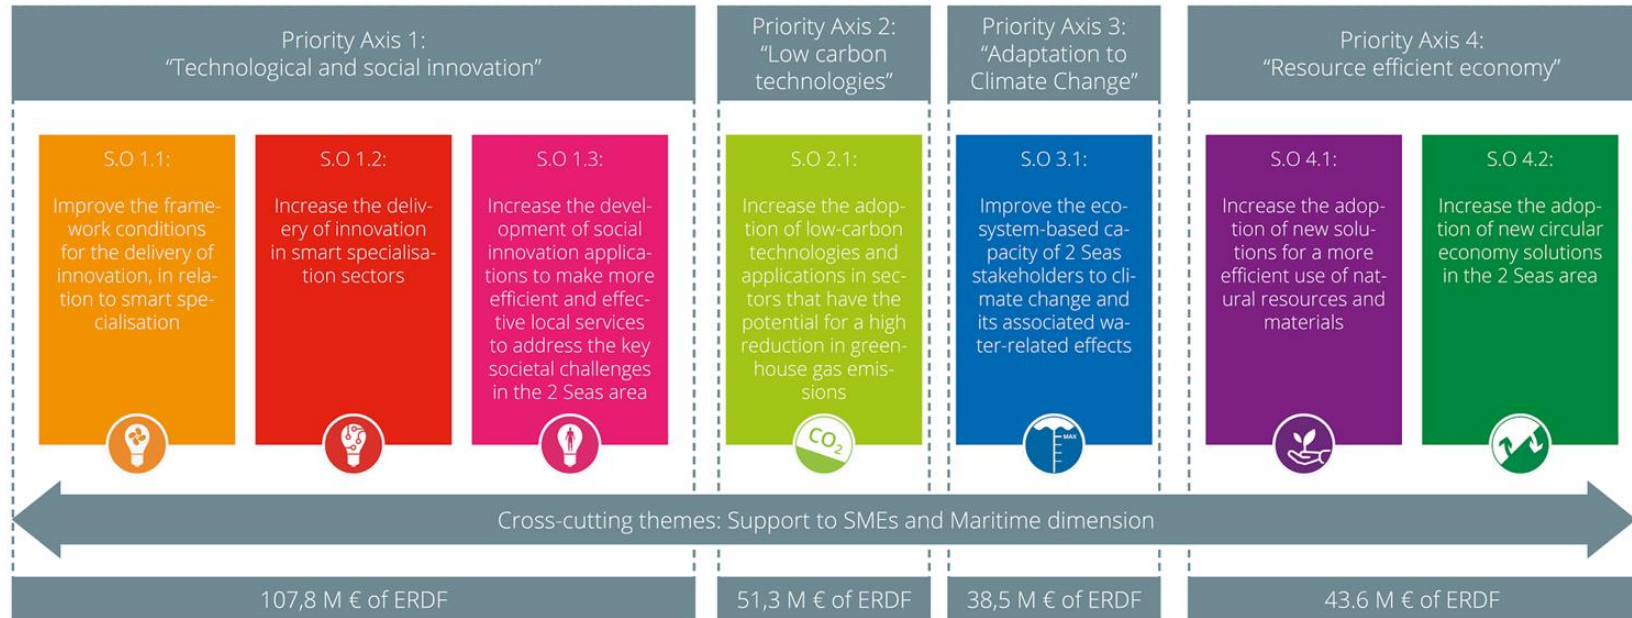 Priority Axis 1:
“Technological and social innovation”
Priority Axis 2:
“Low carbon
technologies”
Priority Axis 3:
“Adaptation to
Climate Change”
Priority Axis 4:
“Resource efficient economy”
S.O 1.1:
Improve the frame-
work conditions
for the delivery of
innovation, in rela-
tion to smart spe-
cialisation
S.O 1.2:
Increase the deliv-
ery of innovation
in smart specialisa-
tion sectors
S.O 1.3:
Increase the devel-
opment of social
innovation applica-
tions to make more
efficient and effec-
tive local services
to address the key
societal challenges
in the 2 Seas area
S.O 2.1:
Increase the adop-
tion of low-carbon
technologies and
applications in sec-
tors that have the
potential for a high
reduction in green-
house gas emis-
sions
CO2
S.O 3.1:
Improve the eco-
system-based ca-
pacity of 2 Seas
stakeholders to cli-
mate change and
its associated wa-
ter-related effects
MAX
S.O 4.1:
Increase the adop-
tion of new solu-
tions for a more
efficient use of nat-
ural resources and
materials
S.O 4.2:
Increase the adop-
tion of new circular
economy solutions
in the 2 Seas area
Cross-cutting themes: Support to SMEs and Maritime dimension
107,8 M € of ERDF
51,3 M € of ERDF
38,5 M € of ERDF
43.6 M € of ERDF